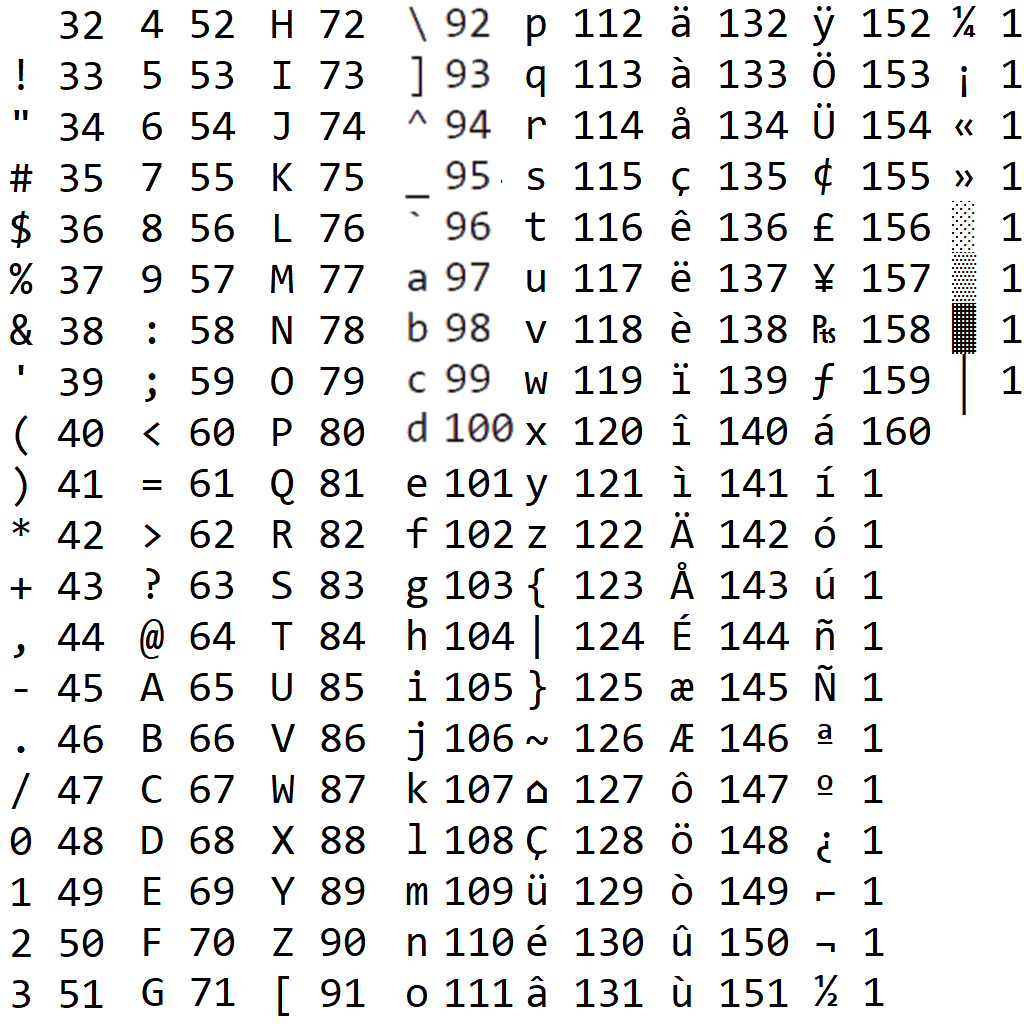 32 4 52 H 72 \ 92 p 112 ä 132 ÿ 152 ¼ 1
! 33 5 53 I 73 ] 93 q 113 à 133 Ö 153 ¡ 1
" 34 6 54 J 74 ^ 94 r 114 å 134 Ü 154 « 1
# 35 7 55 K 75 _ 95 s 115 ç 135 ¢ 155 » 1
$ 36 8 56 L 76 ` 96 t 116 ê 136 £ 156 ░ 1
% 37 9 57 M 77 a 97 u 117 ë 137 ¥ 157 ▒ 1
& 38 : 58 N 78 b 98 v 118 è 138 ₧ 158 ▓ 1
' 39 ; 59 O 79 c 99 w 119 ï 139 ƒ 159 │ 1
( 40 < 60 P 80 d 100 x 120 î 140 á 160
) 41 = 61 Q 81 e 101 y 121 ì 141 í 1
* 42 > 62 R 82 f 102 z 122 Ä 142 ó 1
+ 43 ? 63 S 83 g 103 { 123 Å 143 ú 1
, 44 @ 64 T 84 h 104 | 124 É 144 ñ 1
- 45 A 65 U 85 i 105 } 125 æ 145 Ñ 1
. 46 B 66 V 86 j 106 ~ 126 Æ 146 ª 1
/ 47 C 67 W 87 k 107 ⌂ 127 ô 147 º 1
0 48 D 68 X 88 l 108 Ç 128 ö 148 ¿ 1
1 49 E 69 Y 89 m 109 ü 129 ò 149 ⌐ 1
2 50 F 70 Z 90 n 110 é 130 û 150 ¬ 1
3 51 G 71 [ 91 o 111 â 131 ù 151 ½ 1